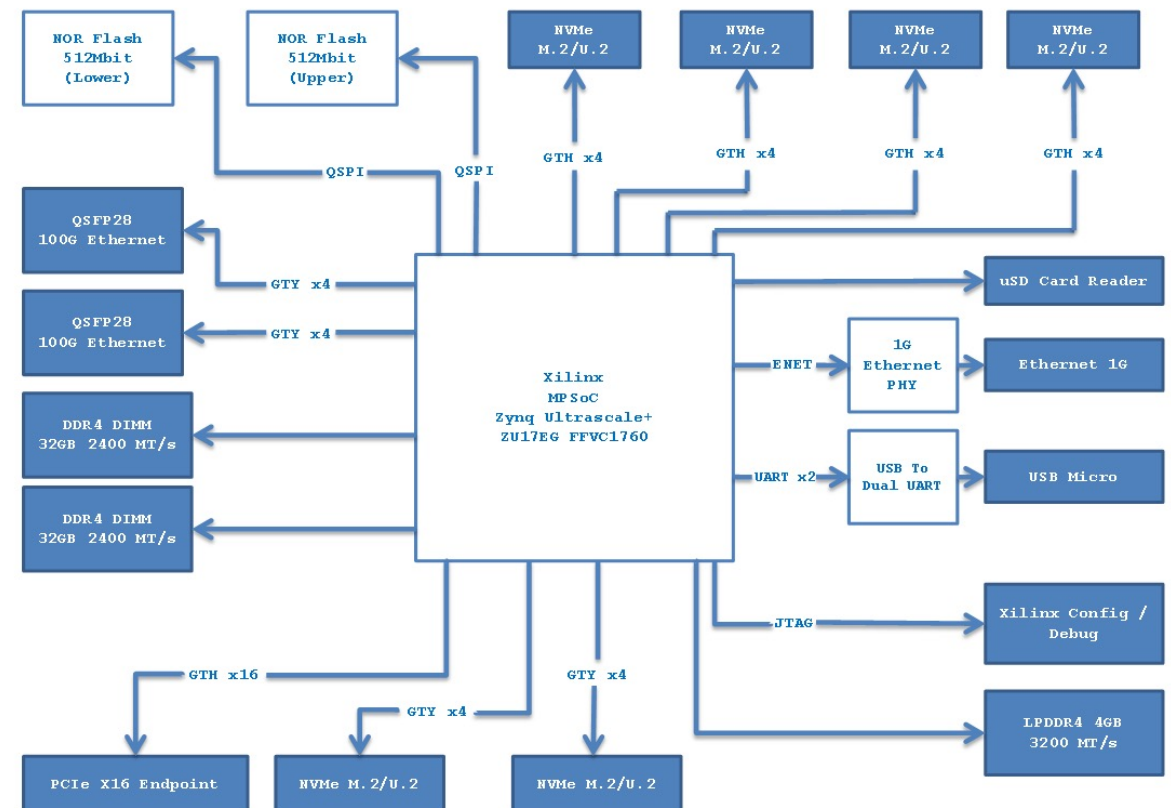 NOR Flash
512Mbit
(Lower)
NOR Flash
512Mbit
(Upper)
NVMe
M.2/U.2
NVMe
M.2/U.2
NVMe
M.2/U.2
NVMe
M.2/U.2
GTH x4
GTH x4
GTH x4
GTH x4
QSPI
QSPI
QSFP28
100G Ethernet
GTY x4
QSFP28
100G Ethernet
GTY x4
DDR4 DIMM
32GB 2400 MT/s
DDR4 DIMM
32GB 2400 MT/s
Xilinx
MPSoC
Zynq Ultrascale+
ZU17EG FFVC1760
uSD Card Reader
ENET
1G
Ethernet
PHY
Ethernet 1G
UART x2
USB To
Dual UART
USB Micro
JTAG
Xilinx Config /
Debug
LPDDR4 4GB
3200 MT/s
GTH x16
GTY x4
GTY x4
PCIe X16 Endpoint
NVMe M.2/U.2
NVMe M.2/U.2